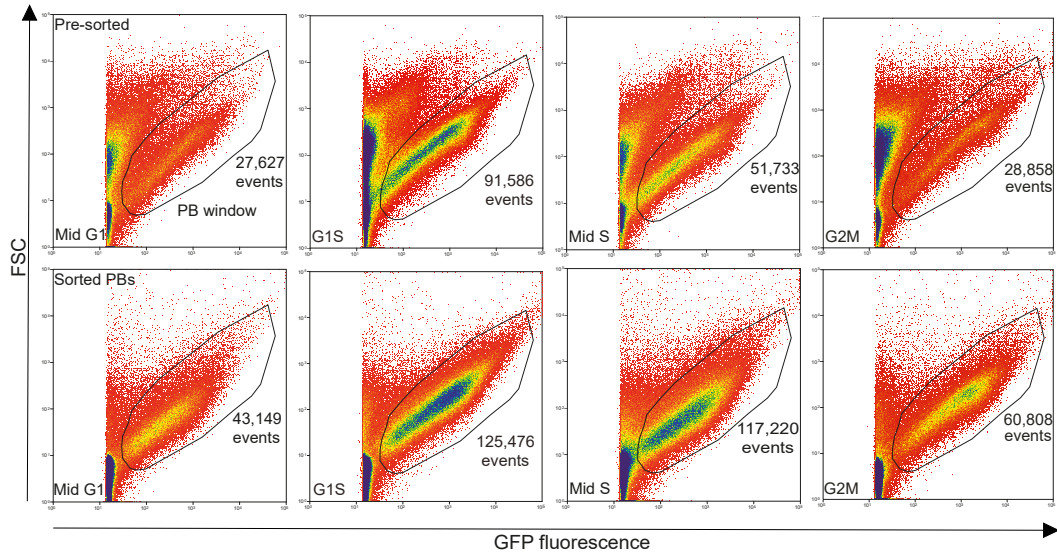 Pre-sorted
27,627
events
PB window
Mid G1
91,586
events
G1S
51,733
events
Mid S
28,858
events
G2M
FSC
Sorted PBs
43,149
events
Mid G1
125,476
events
G1S
117,220
events
Mid S
60,808
events
G2M
GFP fluorescence